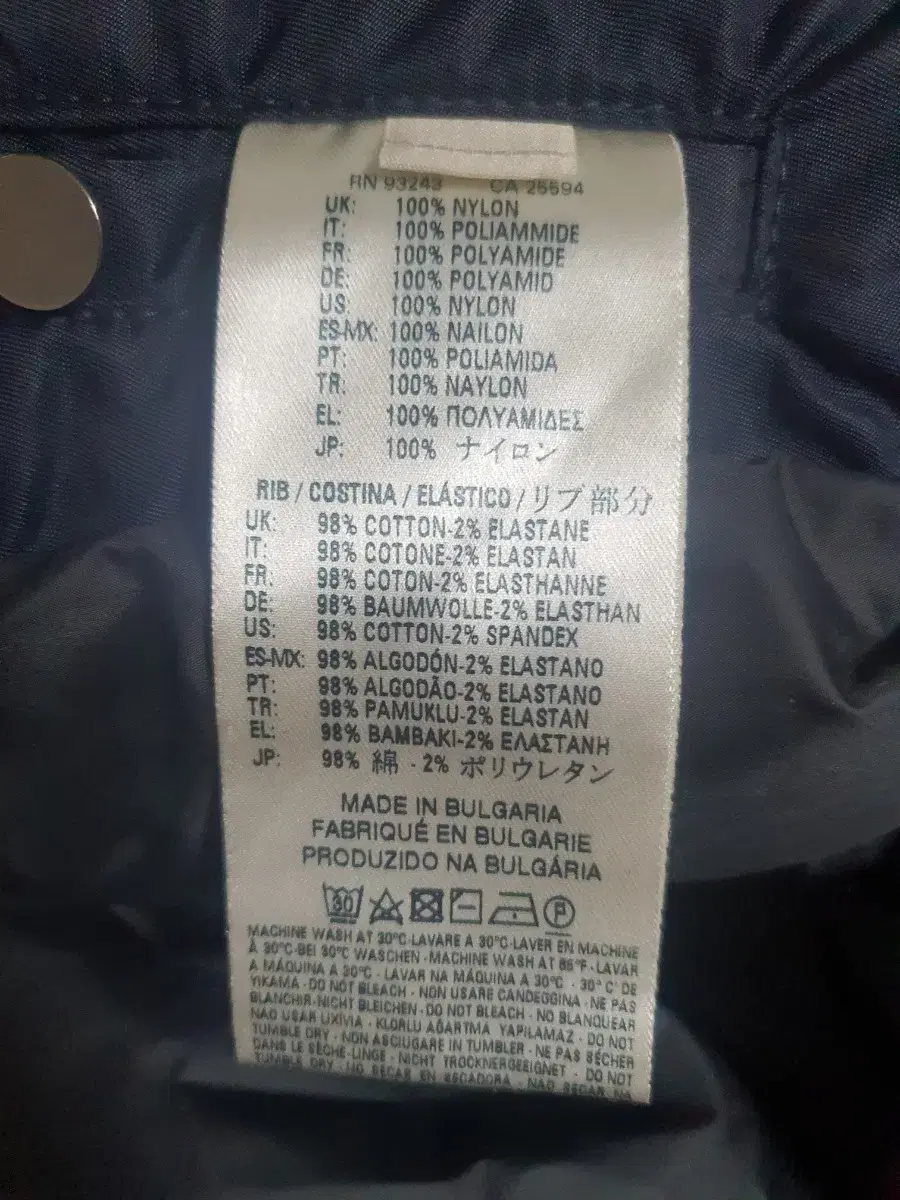 RN 93243 CA 25594
UK: 100% NYLON
IT: 100% POLIAMMIDE
FR: 100% POLYAMIDE
DE: 100% POLYAMID
US: 100% NYLON
ES-MX: 100% NAILON
PT: 100% POLIAMIDA
TR: 100% NAYLON
EL: 100% ΠΟΛΥΑΜΙΔΕΣ
JP: 100% ナイロン
RIB / COSTINA / ELÁSTICO / リブ部分
UK: 98% COTTON-2% ELASTANE
IT: 98% COTONE-2% ELASTAN
FR: 98% COTON-2% ELASTHANNE
DE: 98% BAUMWOLLE-2% ELASTHAN
US: 98% COTTON-2% SPANDEX
ES-MX: 98% ALGODÓN-2% ELASTANO
PT: 98% ALGODÃO-2% ELASTANO
TR: 98% PAMUKLU-2% ELASTAN
EL: 98% BAMBAKI-2% ΕΛΑΣΤΑΝΗ
JP: 98% 綿 - 2% ポリウレタン
MADE IN BULGARIA
FABRIQUÉ EN BULGARIE
PRODUZIDO NA BULGÁRIA
30 P
MACHINE WASH AT 30°C-LAVARE A 30°C-LAVER EN MACHINE
À 30°C-BEI 30°C WASCHEN - MACHINE WASH AT 86°F - LAVAR
A MÁQUINA A 30°C - LAVAR NA MÁQUINA A 30°C - 30°C' DE
YIKAMA - DO NOT BLEACH - NON USARE CANDEGGINA - NE PAS
BLANCHIR-NICHT BLEICHEN - DO NOT BLEACH - NO BLANQUEAR
NÃO USAR LIXIVIA - KLORLU AĞARTMA YAPILAMAZ - DO NOT
TUMBLE DRY - NON ASCIUGARE IN TUMBLER - NE PAS SÉCHER
DANS LE SÈCHE-LINGE - NICHT TROCKNERGEEIGNET - DO NOT
TUMBLE DRY - NO SECAR EN SECADORA - NÃO SECAR NA